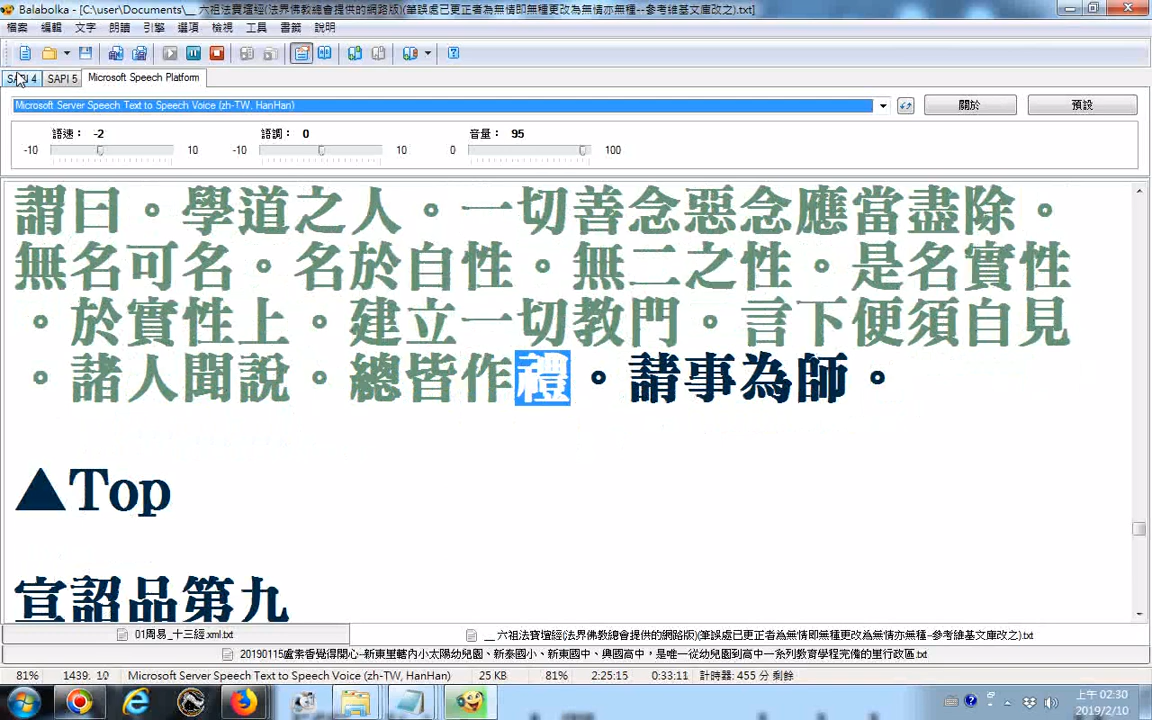 Balabolka - [C:\user\Documents\__ 六祖法寶壇經(法界佛教總會提供的網路版)(筆誤處已更正者為無情即無種更改為無情亦無種--參考維基文庫改之).txt]
檔案 編輯 文字 朗讀 引擎 選項 檢視 工具 書籤 說明
SAPI 4 SAPI 5 Microsoft Speech Platform
Microsoft Server Speech Text to Speech Voice (zh-TW, HanHan) 關於 預設
語速： -2 語調： 0 音量： 95
-10 10 -10 10 0 100
謂曰。學道之人。一切善念惡念應當盡除。
無名可名。名於自性。無二之性。是名實性
。於實性上。建立一切教門。言下便須自見
。諸人聞說。總皆作禮。請事為師。
▲Top
宣詔品第九
01周易_十三經.xml.txt __ 六祖法寶壇經(法界佛教總會提供的網路版)(筆誤處已更正者為無情即無種更改為無情亦無種--參考維基文庫改之).txt
20190115盧素香覺得開心--新東里轄內小太陽幼兒園、新泰國小、新東國中、興國高中，是唯一從幼兒園到高中一系列教育學程完備的里行政區.txt
81% 1439. 10 Microsoft Server Speech Text to Speech Voice (zh-TW, HanHan) 25 KB 81% 2:25:15 0:33:11 計時器: 455 分 剩餘
上午 02:30
2019/2/10